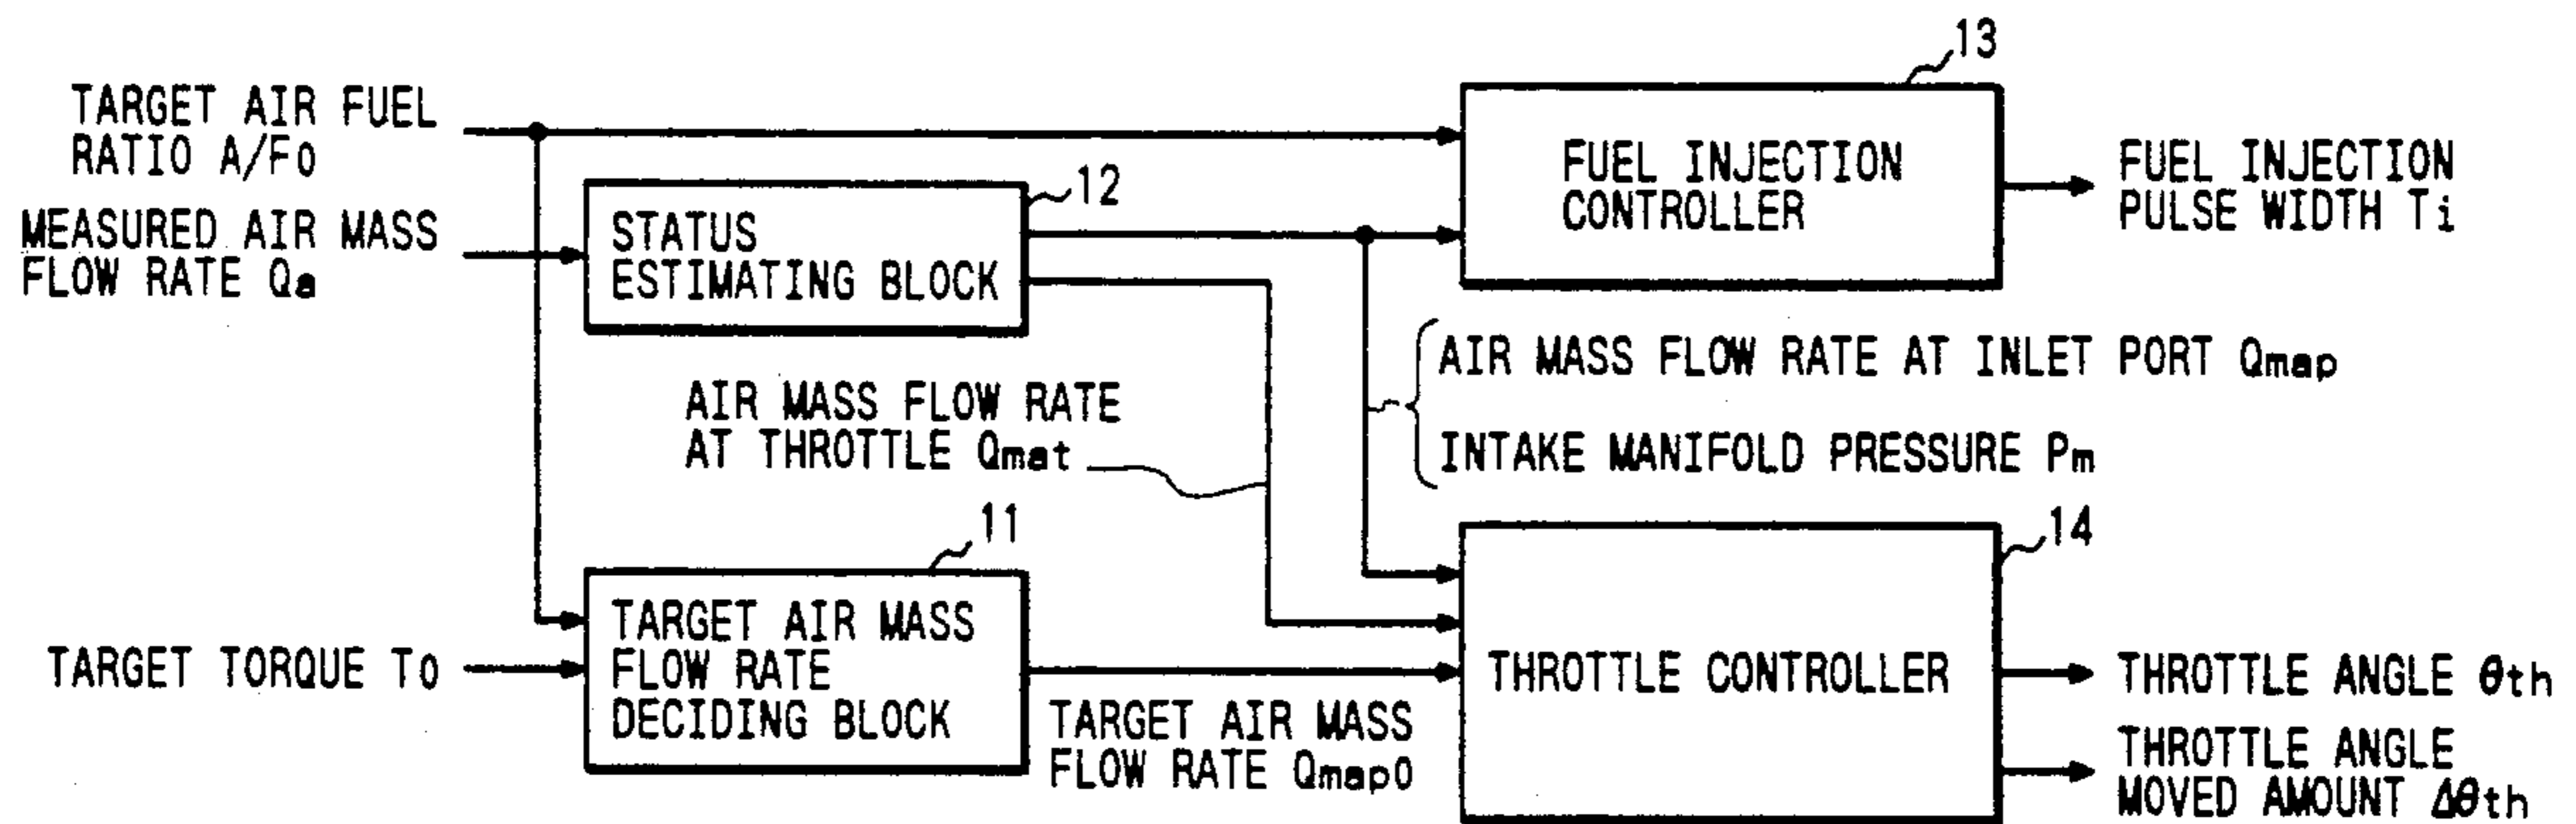 13
TARGET AIR FUEL
RATIO A/F0
12
FUEL INJECTION
CONTROLLER
FUEL INJECTION
PULSE WIDTH Ti
MEASURED AIR MASS
FLOW RATE Qa
STATUS
ESTIMATING BLOCK
AIR MASS FLOW RATE AT INLET PORT Qmap
INTAKE MANIFOLD PRESSURE Pm
AIR MASS FLOW RATE
AT THROTTLE Qmat
11
14
TARGET TORQUE T0
TARGET AIR MASS
FLOW RATE
DECIDING BLOCK
TARGET AIR MASS
FLOW RATE Qmap0
THROTTLE CONTROLLER
THROTTLE ANGLE θth
THROTTLE ANGLE
MOVED AMOUNT Δθth